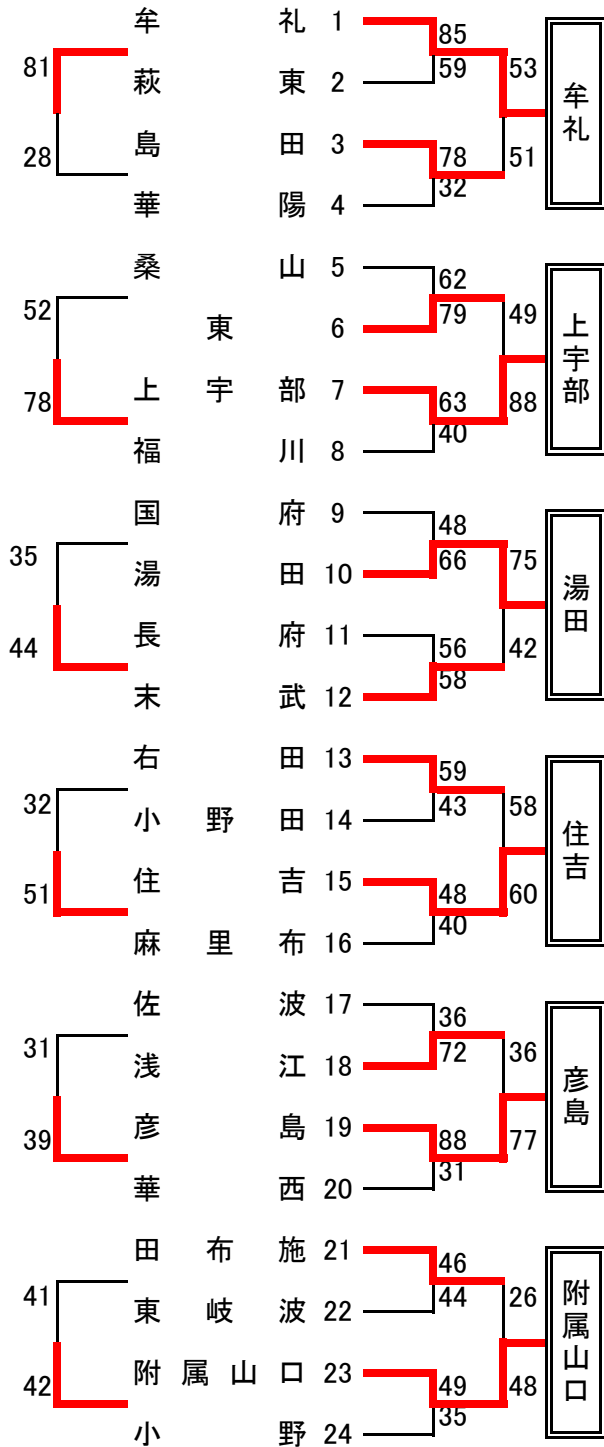 牟礼 1 85 53
81 萩東 2 59 牟礼
28 島田 3 78 51
華陽 4 32
桑山 5 62
52 東 6 79 49 上宇部
78 上宇部 7 63 88
福川 8 40
国府 9 48
35 湯田 10 66 75 湯田
44 長府 11 56 42
末武 12 58
右田 13 59
32 小野田 14 43 58 住吉
51 住吉 15 48 60
麻里布 16 40
佐波 17 36
31 浅江 18 72 36 彦島
39 彦島 19 88 77
華西 20 31
田布施 21 46
41 東岐波 22 44 26 附属山口
42 附属山口 23 49 48
小野 24 35